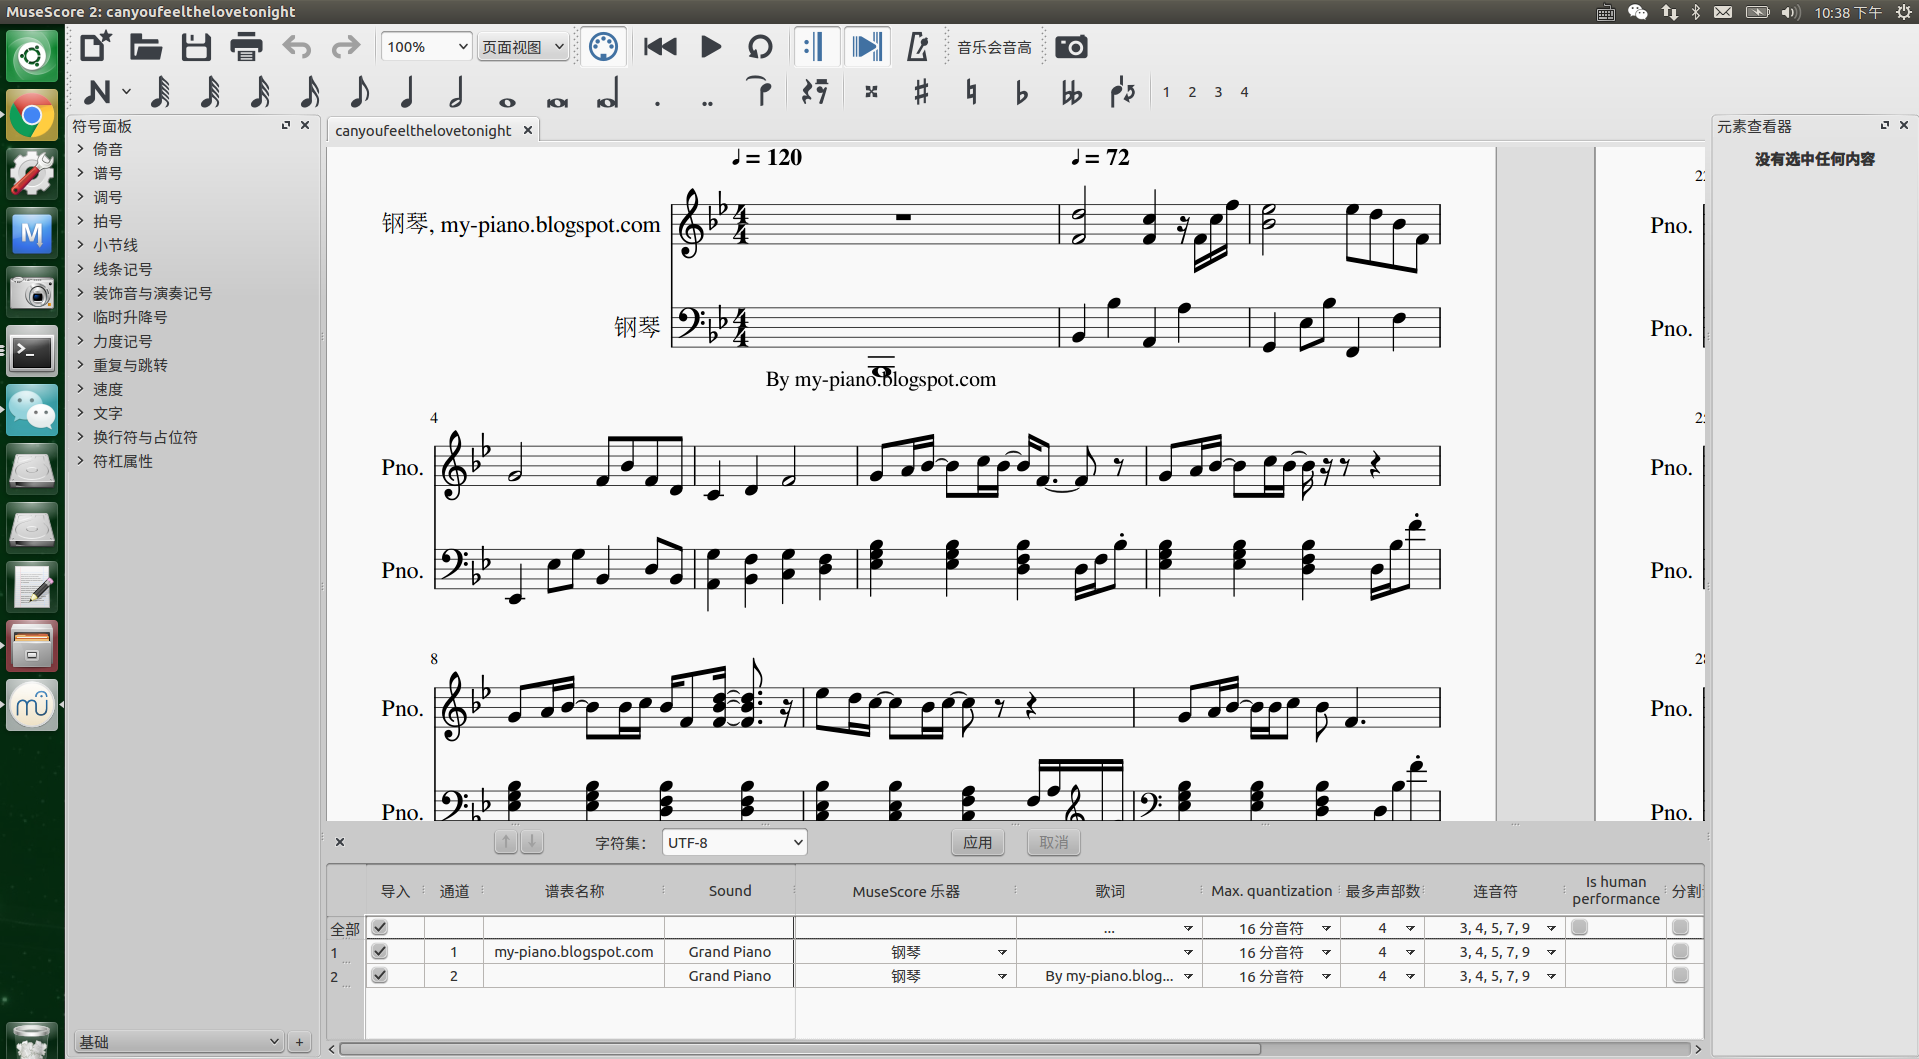 MuseScore 2: canyoufeelthelovetonight
10:38 下午
100%
页面视图
音乐会音高
1 2 3 4
符号面板
倚音
谱号
调号
拍号
小节线
线条记号
装饰音与演奏记号
临时升降号
力度记号
重复与跳转
速度
文字
换行符与占位符
符杠属性
基础
+
canyoufeelthelovetonight
= 120
= 72
钢琴, my-piano.blogspot.com
钢琴
By my-piano.blogspot.com
4
Pno.
Pno.
8
Pno.
Pno.
Pno.
Pno.
Pno.
Pno.
Pno.
Pno.
元素查看器
没有选中任何内容
字符集：
UTF-8
应用
取消
导入 通道 谱表名称 Sound MuseScore 乐器 歌词 Max. quantization 最多声部数 连音符 Is human performance 分割
全部 ... 16 分音符 4 3, 4, 5, 7, 9
1 1 my-piano.blogspot.com Grand Piano 钢琴 16 分音符 4 3, 4, 5, 7, 9
2 2 Grand Piano 钢琴 By my-piano.blog... 16 分音符 4 3, 4, 5, 7, 9